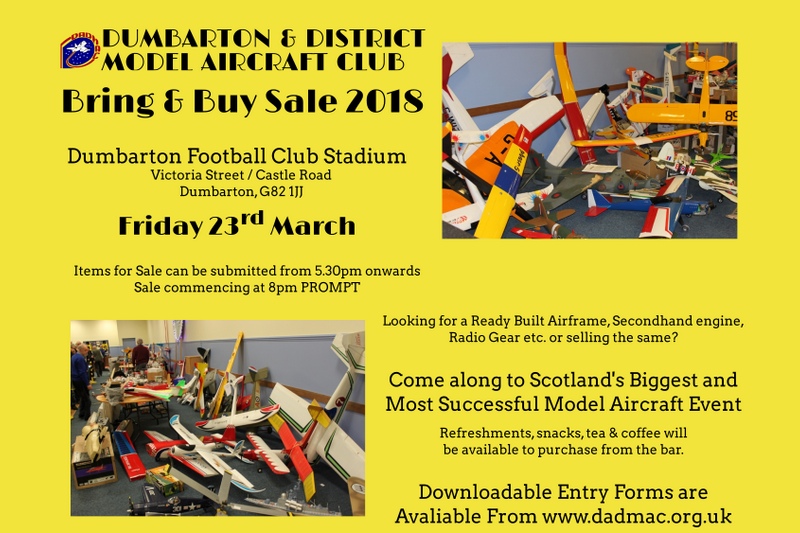 DUMBARTON & DISTRICT
MODEL AIRCRAFT CLUB
Bring & Buy Sale 2018
Dumbarton Football Club Stadium
Victoria Street / Castle Road
Dumbarton, G82 1JJ
Friday 23rd March
Items for Sale can be submitted from 5.30pm onwards
Sale commencing at 8pm PROMPT
Looking for a Ready Built Airframe, Secondhand engine,
Radio Gear etc. or selling the same?
Come along to Scotland's Biggest and
Most Successful Model Aircraft Event
Refreshments, snacks, tea & coffee will
be available to purchase from the bar.
Downloadable Entry Forms are
Avaliable From www.dadmac.org.uk